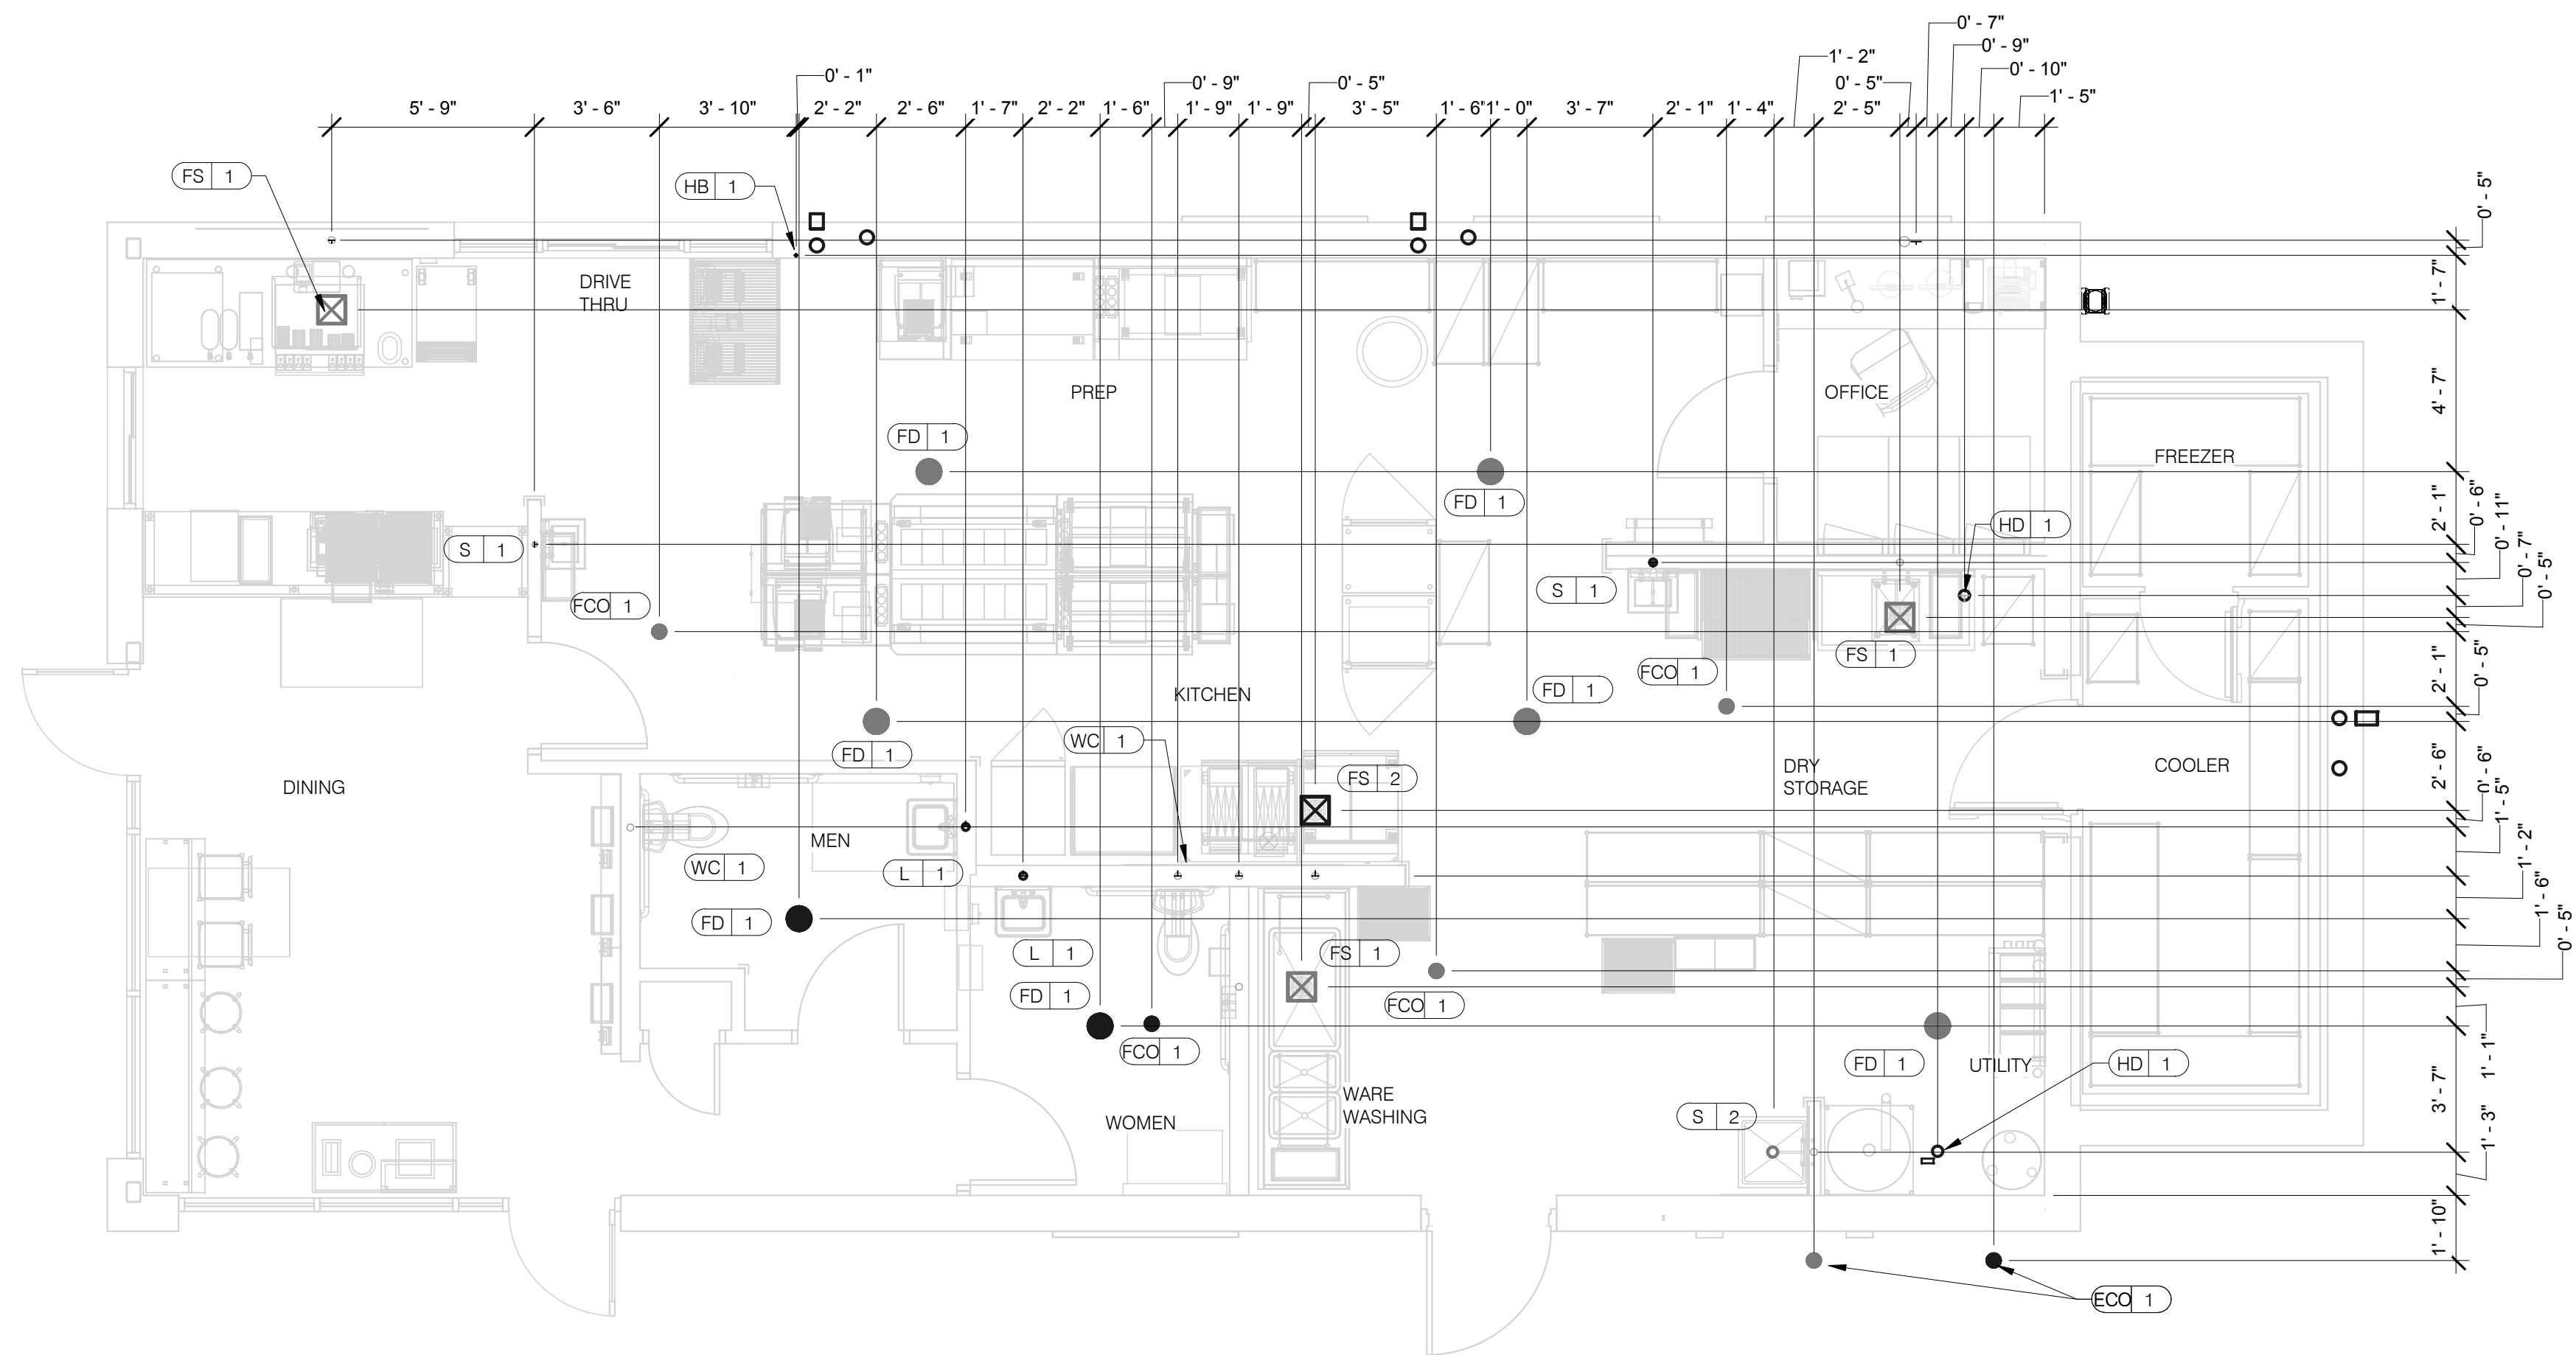 0' - 7"
0' - 9"
1' - 2"
0' - 10"
0' - 1"
0' - 9"
0' - 5"
0' - 5"
1' - 5"
5' - 9"
3' - 6"
3' - 10"
2' - 2"
2' - 6"
1' - 7"
2' - 2"
1' - 6"
1' - 9"
1' - 9"
3' - 5"
1' - 6"
1' - 0"
3' - 7"
2' - 1"
1' - 4"
2' - 5"
FS 1
HB 1
0' - 5"
1' - 7"
DRIVE
THRU
PREP
OFFICE
4' - 7"
FD 1
FREEZER
FD 1
2' - 1"
0' - 6"
0' - 11"
0' - 7"
0' - 5"
HD 1
S 1
S 1
FCO 1
FS 1
FCO 1
2' - 1"
0' - 5"
KITCHEN
FD 1
FD 1
WC 1
DINING
FS 2
DRY
STORAGE
COOLER
2' - 6"
0' - 6"
1' - 5"
1' - 2"
1' - 6"
0' - 5"
MEN
WC 1
L 1
FD 1
L 1
FS 1
FD 1
FCO 1
FCO 1
FD 1
UTILITY
HD 1
1' - 1"
3' - 7"
1' - 3"
WARE
WASHING
WOMEN
S 2
1' - 10"
ECO 1